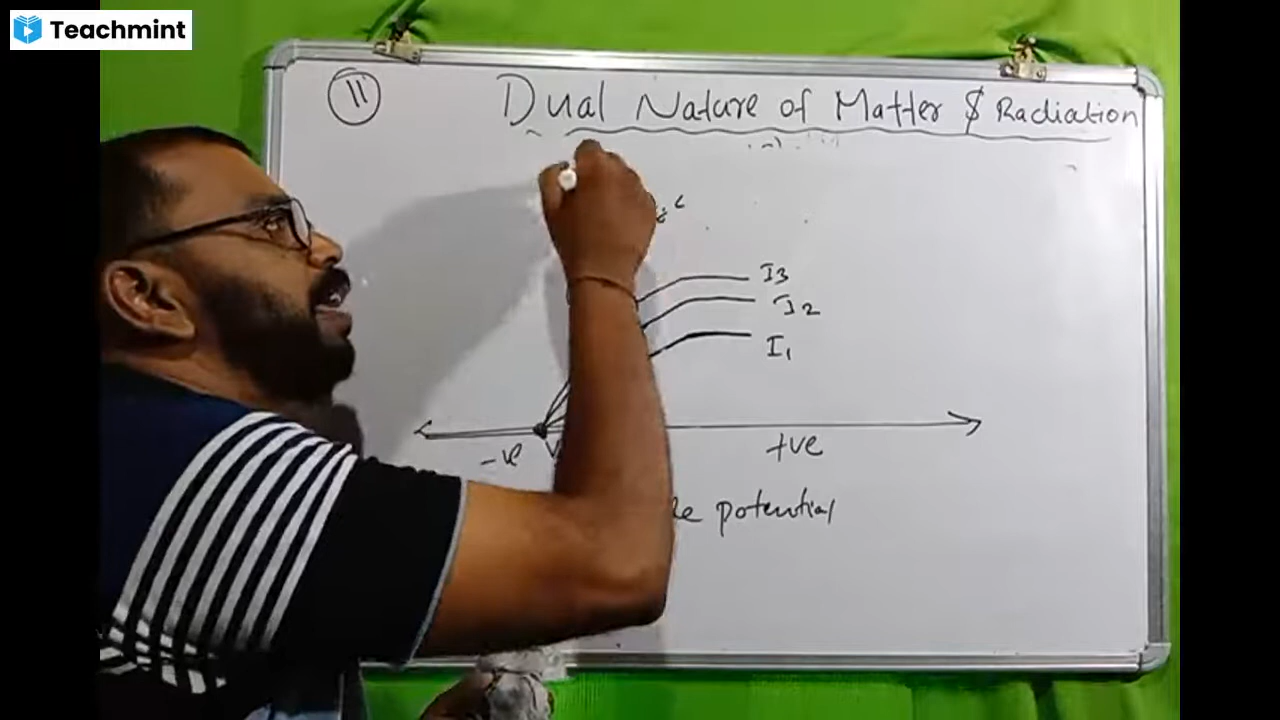 Teachmint
11
Dual Nature of Matter & Radiation
I3
I2
I1
-ve
V
+ve
potential